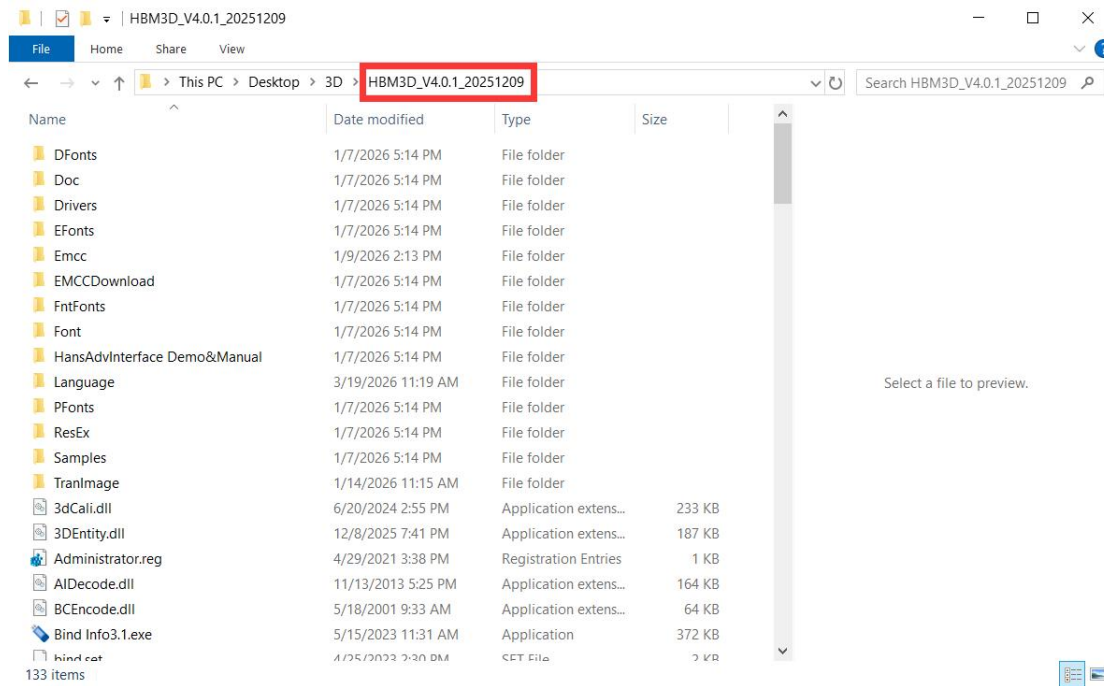 HBM3D_V4.0.1_20251209
File Home Share View
This PC Desktop 3D HBM3D_V4.0.1_20251209 Search HBM3D_V4.0.1_20251209
Name Date modified Type Size
DFonts 1/7/2026 5:14 PM File folder
Doc 1/7/2026 5:14 PM File folder
Drivers 1/7/2026 5:14 PM File folder
EFonts 1/7/2026 5:14 PM File folder
Emcc 1/9/2026 2:13 PM File folder
EMCCDownload 1/7/2026 5:14 PM File folder
FntFonts 1/7/2026 5:14 PM File folder
Font 1/7/2026 5:14 PM File folder
HansAdvInterface Demo&Manual 1/7/2026 5:14 PM File folder
Language 3/19/2026 11:19 AM File folder
Select a file to preview.
PFonts 1/7/2026 5:14 PM File folder
ResEx 1/7/2026 5:14 PM File folder
Samples 1/7/2026 5:14 PM File folder
TranImage 1/14/2026 11:15 AM File folder
3dCali.dll 6/20/2024 2:55 PM Application extens... 233 KB
3DEntity.dll 12/8/2025 7:41 PM Application extens... 187 KB
Administrator.reg 4/29/2021 3:38 PM Registration Entries 1 KB
AIDecode.dll 11/13/2013 5:25 PM Application extens... 164 KB
BCEncode.dll 5/18/2001 9:33 AM Application extens... 64 KB
Bind Info3.1.exe 5/15/2023 11:31 AM Application 372 KB
bind.set 4/25/2023 2:30 PM SET File 2 KB
133 items